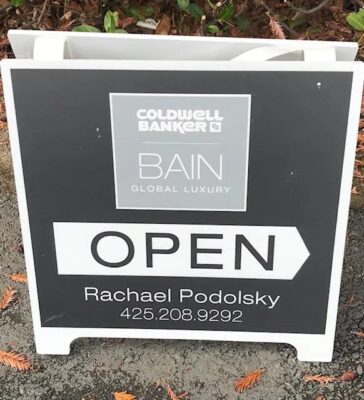 COLDWELL
BANKER
BAIN
GLOBAL LUXURY
OPEN
Rachael Podolsky
425.208.9292